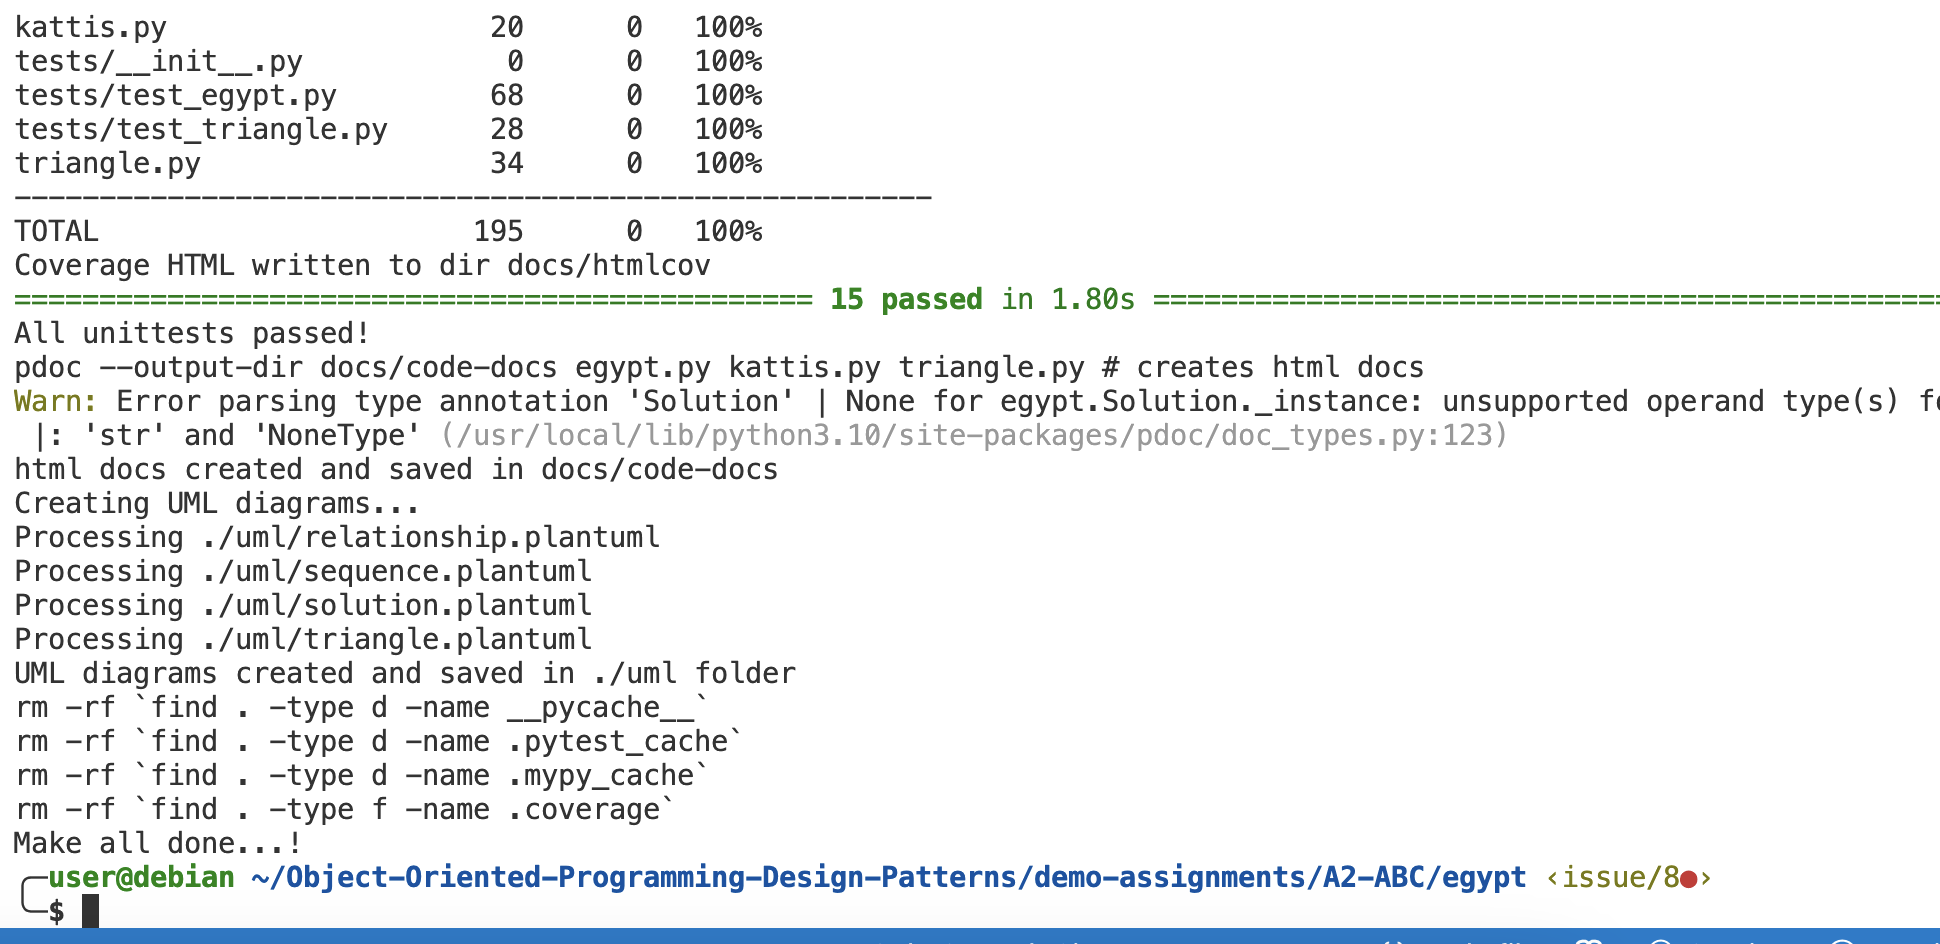 kattis.py                   20      0   100%
tests/__init__.py            0      0   100%
tests/test_egypt.py         68      0   100%
tests/test_triangle.py      28      0   100%
triangle.py                 34      0   100%
------------------------------------------------------
TOTAL                      195      0   100%
Coverage HTML written to dir docs/htmlcov
=============================================== 15 passed in 1.80s ===============================================
All unittests passed!
pdoc --output-dir docs/code-docs egypt.py kattis.py triangle.py # creates html docs
Warn: Error parsing type annotation 'Solution' | None for egypt.Solution._instance: unsupported operand type(s)
 |: 'str' and 'NoneType' (/usr/local/lib/python3.10/site-packages/pdoc/doc_types.py:123)
html docs created and saved in docs/code-docs
Creating UML diagrams...
Processing ./uml/relationship.plantuml
Processing ./uml/sequence.plantuml
Processing ./uml/solution.plantuml
Processing ./uml/triangle.plantuml
UML diagrams created and saved in ./uml folder
rm -rf `find . -type d -name __pycache__`
rm -rf `find . -type d -name .pytest_cache`
rm -rf `find . -type d -name .mypy_cache`
rm -rf `find . -type f -name .coverage`
Make all done...!
╭─user@debian ~/Object-Oriented-Programming-Design-Patterns/demo-assignments/A2-ABC/egypt ‹issue/8●›
╰─$